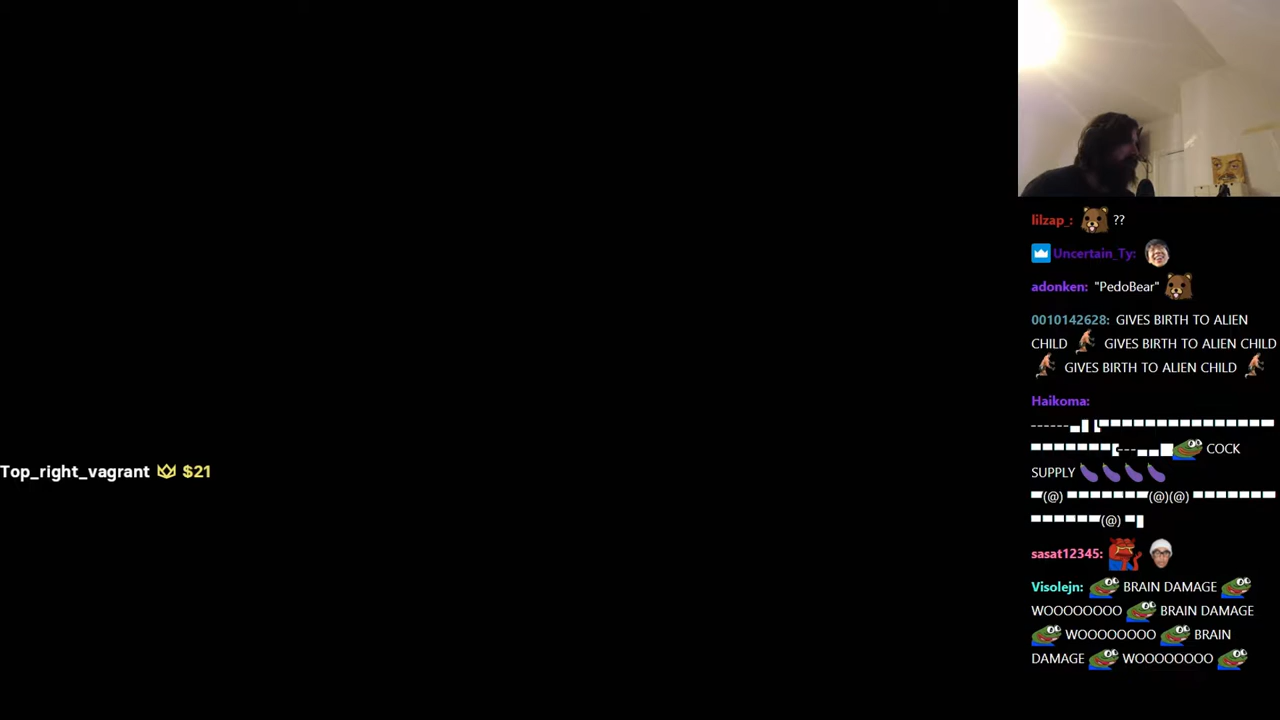 lilzap_: ??
Uncertain_Ty:
adonken: "PedoBear"
0010142628: GIVES BIRTH TO ALIEN
CHILD GIVES BIRTH TO ALIEN CHILD
GIVES BIRTH TO ALIEN CHILD
Haikoma:
COCK
SUPPLY
Top_right_vagrant $21
(@) (@)(@)
(@)
sasat12345:
Visolejn: BRAIN DAMAGE
WOOOOOOOO BRAIN DAMAGE
WOOOOOOOO BRAIN
DAMAGE WOOOOOOOO